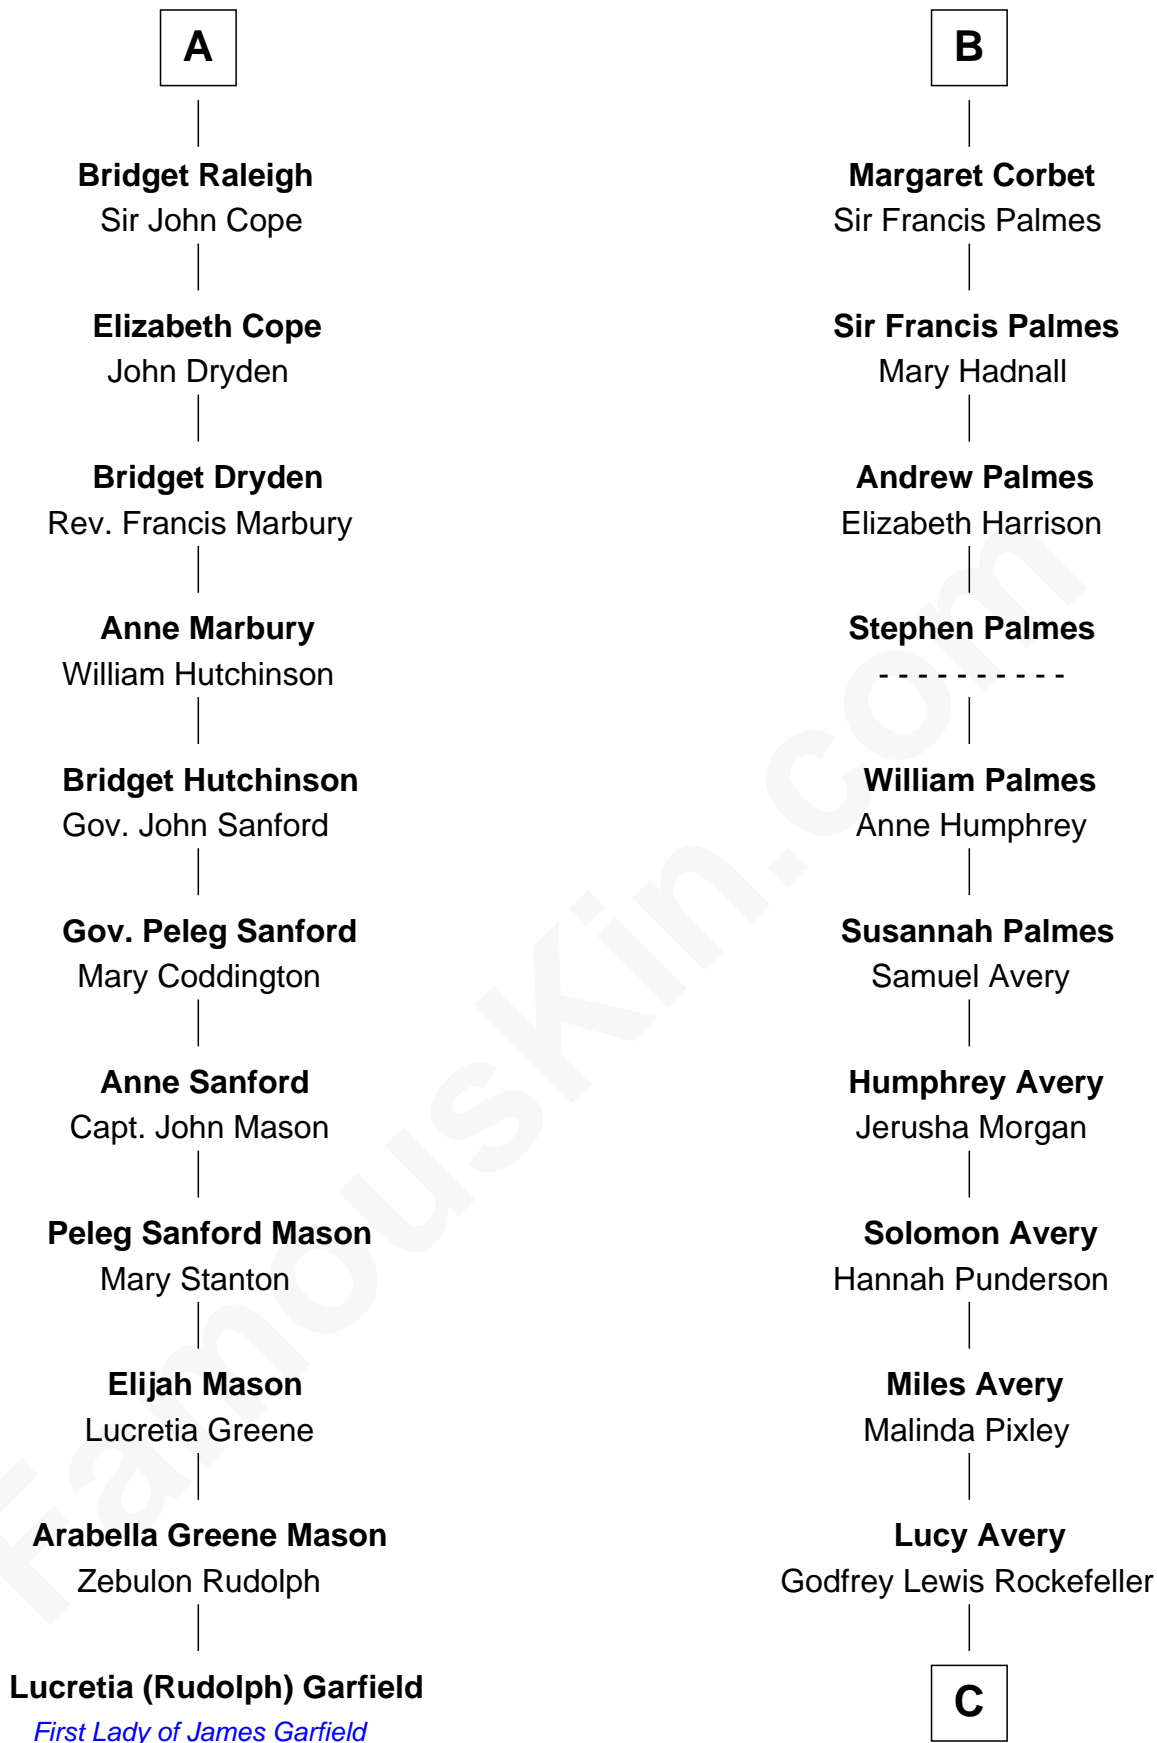 A
Bridget Raleigh
Sir John Cope
Elizabeth Cope
John Dryden
Bridget Dryden
Rev. Francis Marbury
Anne Marbury
William Hutchinson
Bridget Hutchinson
Gov. John Sanford
Gov. Peleg Sanford
Mary Coddington
Anne Sanford
Capt. John Mason
Peleg Sanford Mason
Mary Stanton
Elijah Mason
Lucretia Greene
Arabella Greene Mason
Zebulon Rudolph
Lucretia (Rudolph) Garfield
First Lady of James Garfield
B
Margaret Corbet
Sir Francis Palmes
Sir Francis Palmes
Mary Hadnall
Andrew Palmes
Elizabeth Harrison
Stephen Palmes
- - - - - - - - - -
William Palmes
Anne Humphrey
Susannah Palmes
Samuel Avery
Humphrey Avery
Jerusha Morgan
Solomon Avery
Hannah Punderson
Miles Avery
Malinda Pixley
Lucy Avery
Godfrey Lewis Rockefeller
C
FamousKin.com